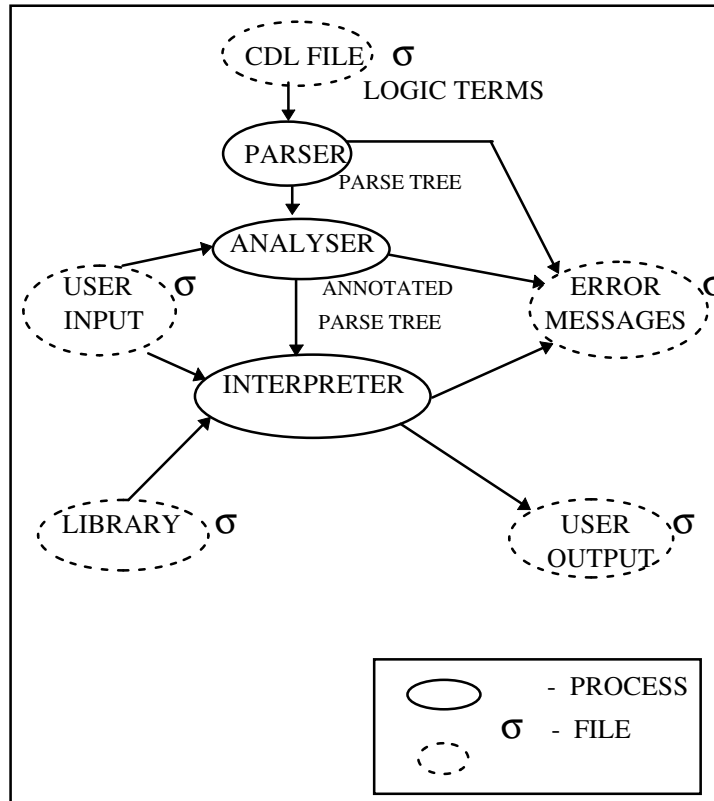 CDL FILE σ
LOGIC TERMS
PARSER
PARSE TREE
ANALYSER
USER
INPUT
σ
ANNOTATED
PARSE TREE
ERROR
MESSAGES
σ
INTERPRETER
LIBRARY σ
USER
OUTPUT
σ
- PROCESS
σ - FILE